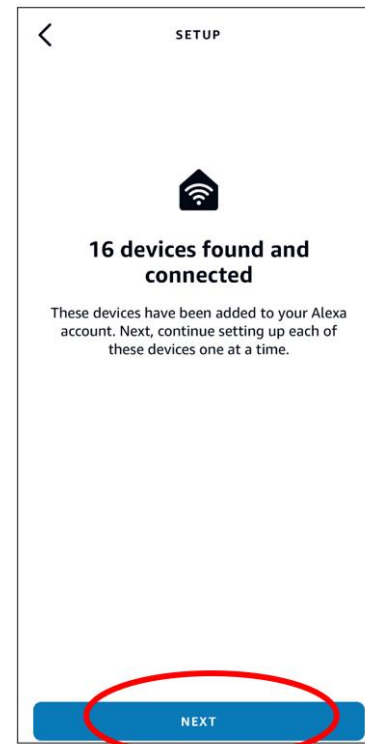 SETUP
16 devices found and
connected
These devices have been added to your Alexa
account. Next, continue setting up each of
these devices one at a time.
NEXT